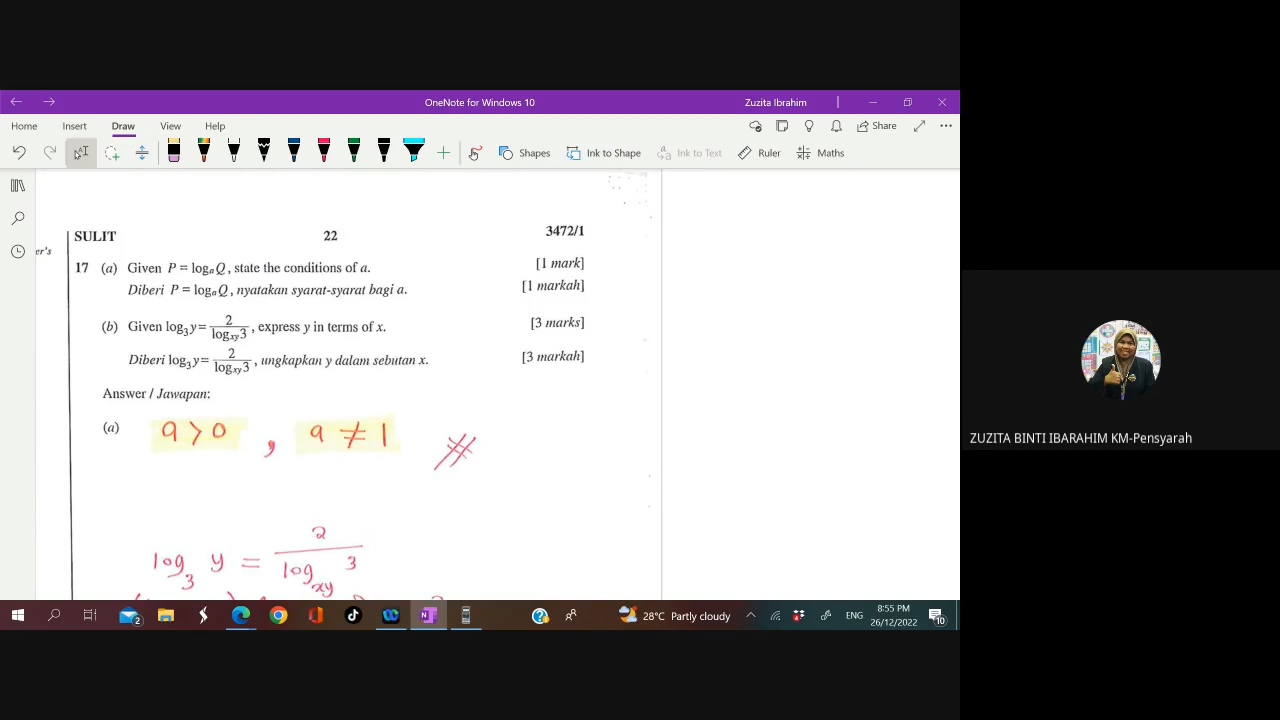 OneNote for Windows 10
Zuzita Ibrahim
Home Insert Draw View Help
Share
Shapes Ink to Shape Ink to Text Ruler Maths
er's
SULIT 22 3472/1
17 (a) Given P = logₐQ, state the conditions of a. [1 mark]
Diberi P = logₐQ, nyatakan syarat-syarat bagi a. [1 markah]
(b) Given log₃y = 2/log_xy 3, express y in terms of x. [3 marks]
Diberi log₃y = 2/log_xy 3, ungkapkan y dalam sebutan x. [3 markah]
Answer / Jawapan:
(a) a > 0 , a ≠ 1
log₃ y = 2/log_xy 3
ZUZITA BINTI IBARAHIM KM-Pensyarah
2
28°C Partly cloudy
ENG
8:55 PM
26/12/2022
10